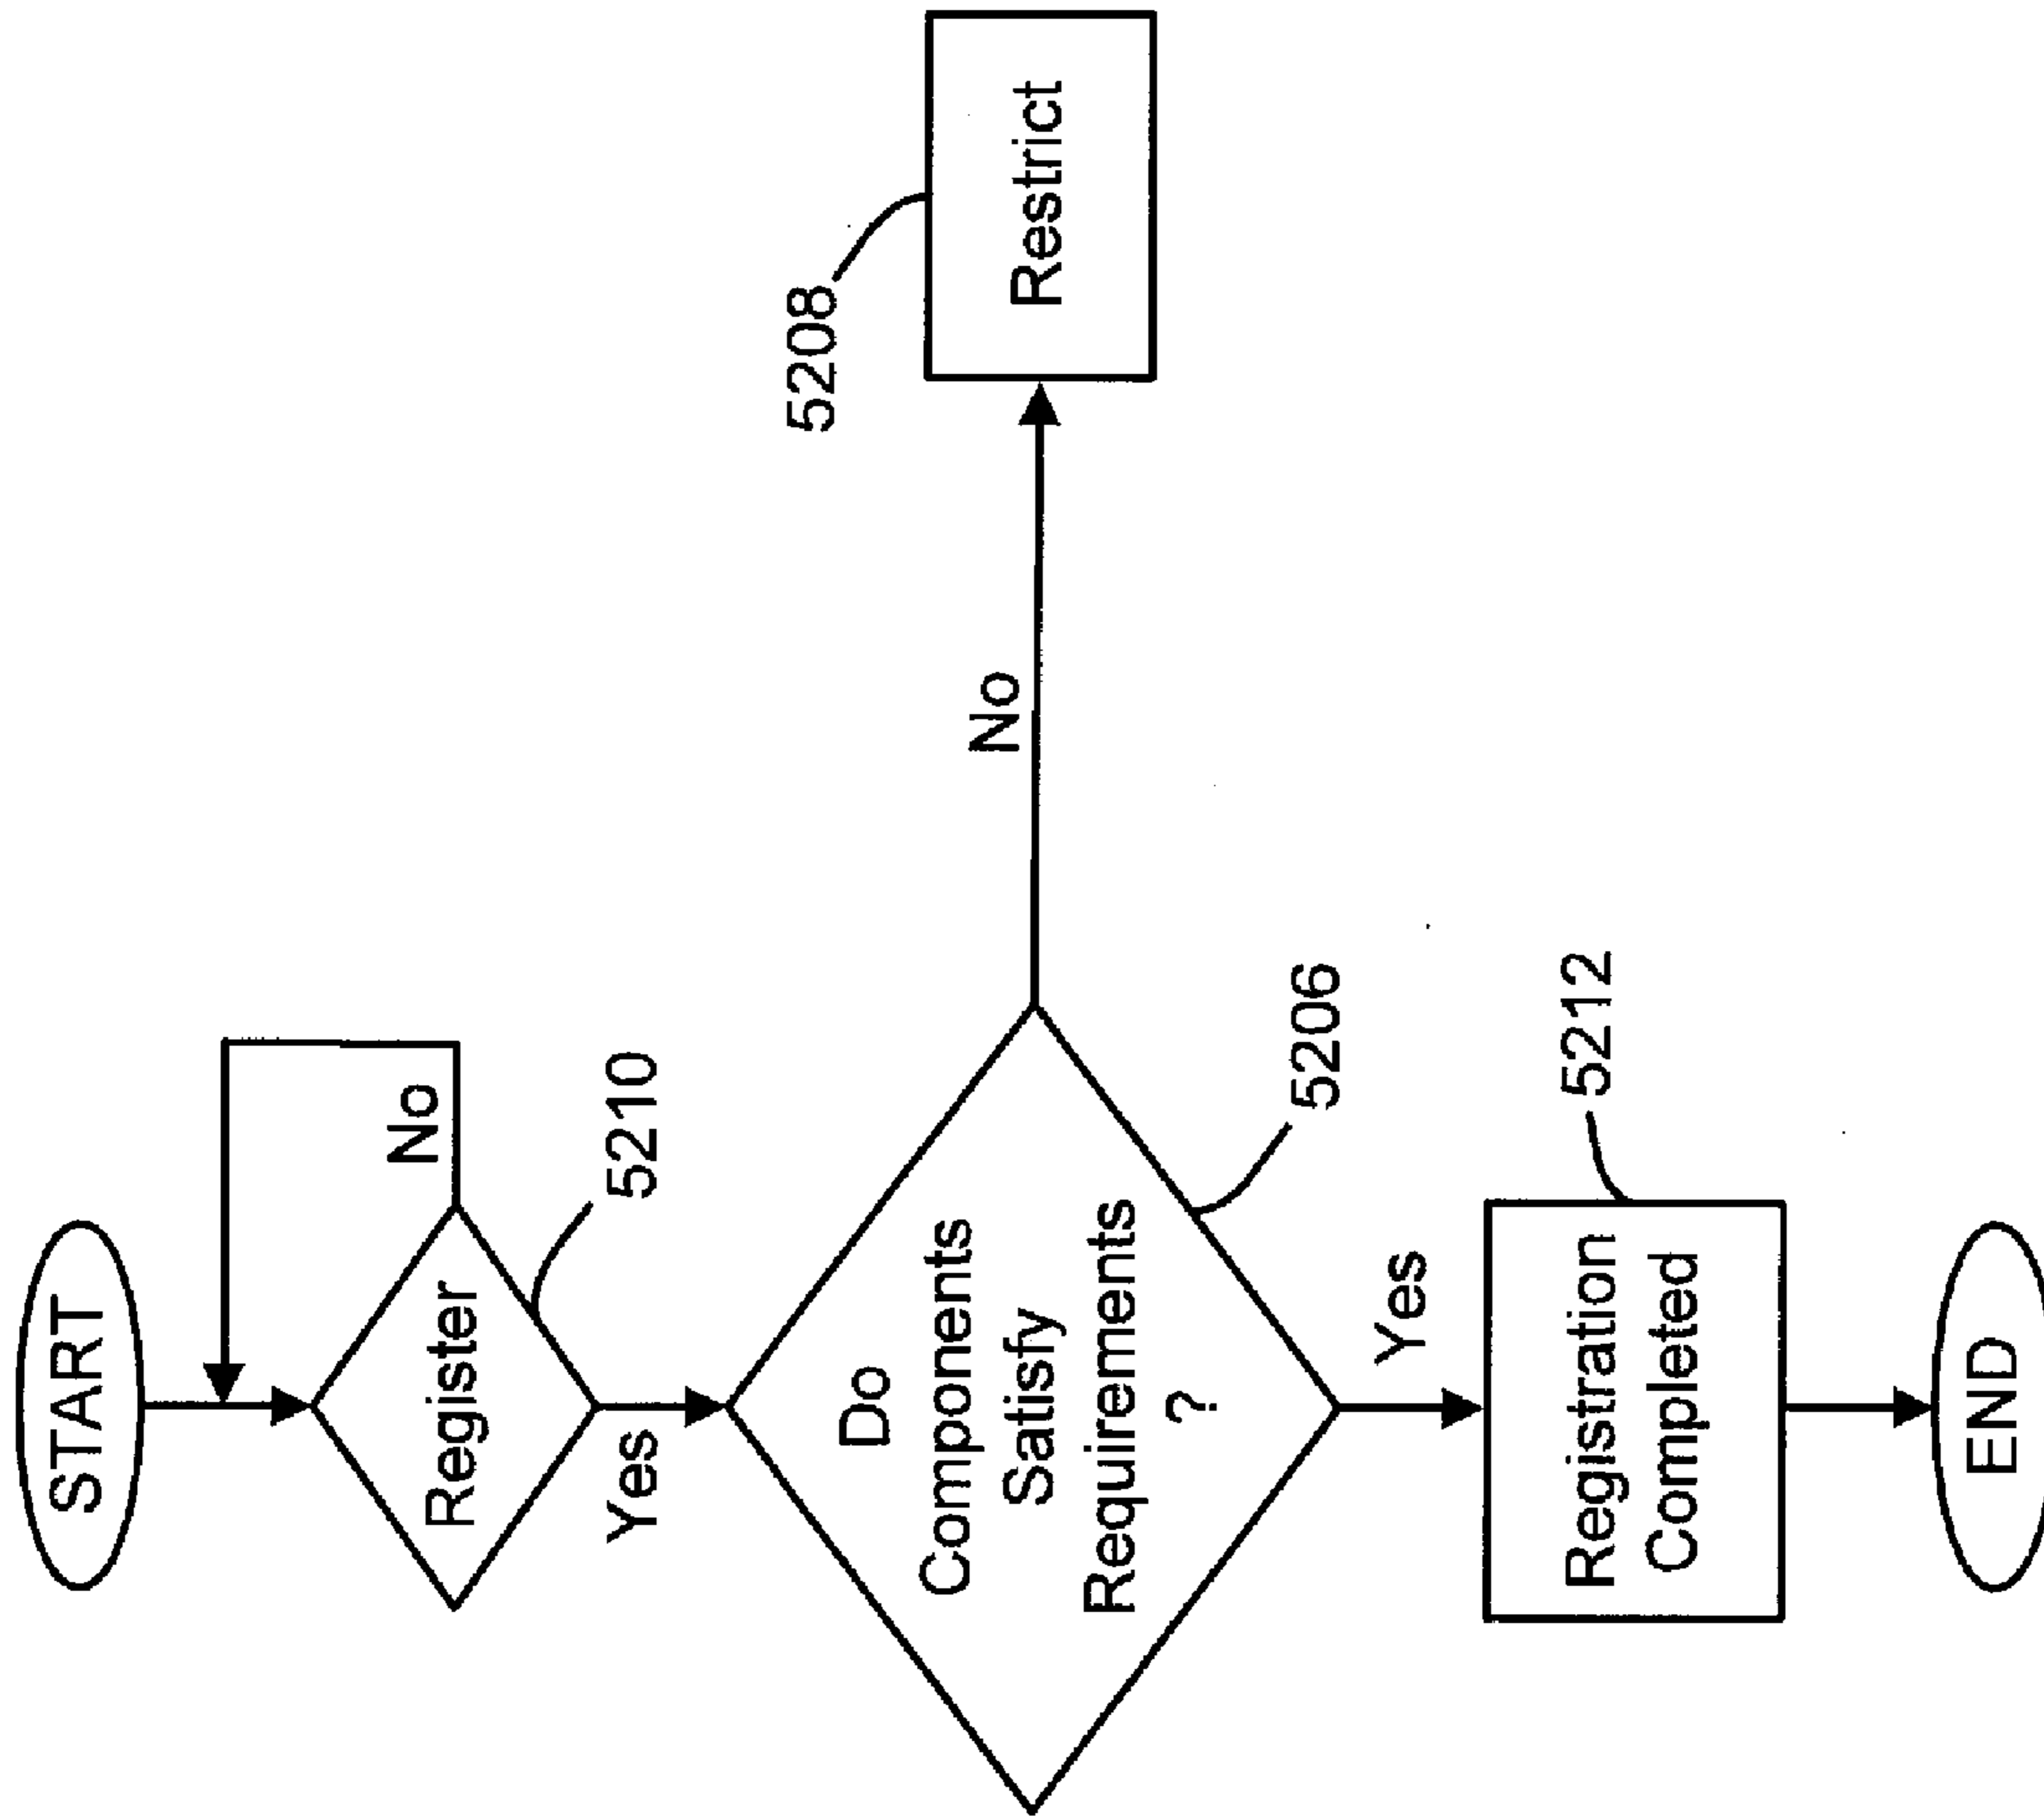 START
Register
No
5210
Yes
Do
Components
Satisfy
Requirements
?
5206
No
5208
Restrict
Yes
5212
Registration
Completed
END